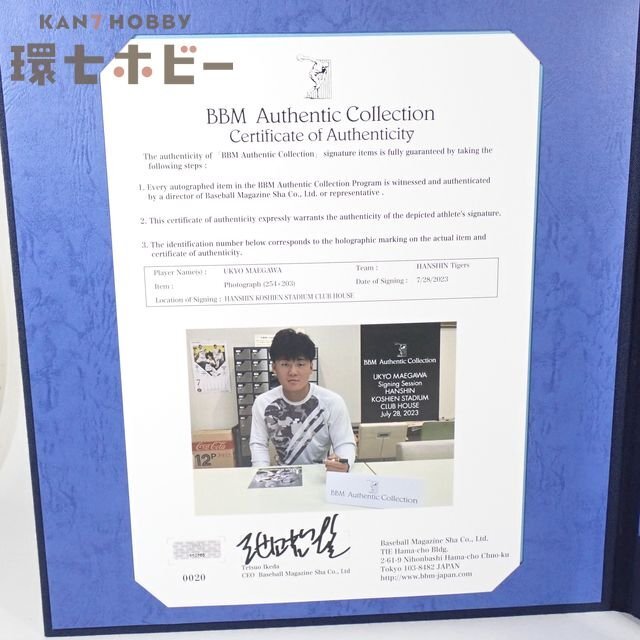 KAN7HOBBY
環七ホビー
BBM Authentic Collection
Certificate of Authenticity
The authenticity of 「BBM Authentic Collection」 signature items is fully guaranteed by taking the
following steps :
1. Every autographed item in the BBM Authentic Collection Program is witnessed and authenticated
by a director of Baseball Magazine Sha Co., Ltd. or representative .
2. This certificate of authenticity expressly warrants the authenticity of the depicted athlete's signature.
3. The identification number below corresponds to the holographic marking on the actual item and
certificate of authenticity.
Player Name(s) : UKYO MAEGAWA Team : HANSHIN Tigers
Item : Photograph (254×203) Date of Signing : 7/28/2023
Location of Signing : HANSHIN KOSHIEN STADIUM CLUB HOUSE
7
BBM Authentic Collection
UKYO MAEGAWA
Signing Session
HANSHIN
KOSHIEN STADIUM
CLUB HOUSE
July 28, 2023
Coca-Cola
12P
BBM Authentic Collection
0020
Tetsuo Ikeda
CEO Baseball Magazine Sha Co., Ltd
Baseball Magazine Sha Co., Ltd.
TIE Hama-cho Bldg.
2-61-9 Nihonbashi Hama-cho Chuo-ku
Tokyo 103-8482 JAPAN
http://www.bbm-japan.com/